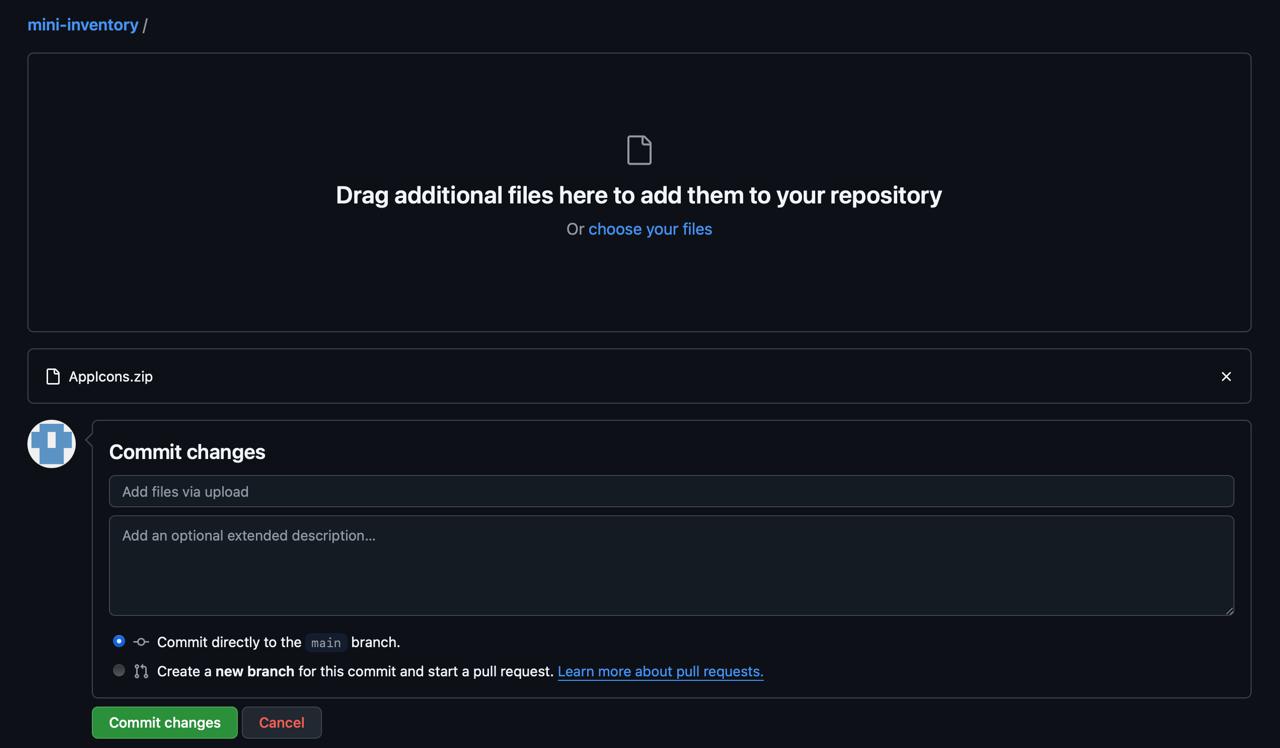 mini-inventory /
Drag additional files here to add them to your repository
Or choose your files
AppIcons.zip
Commit changes
Add files via upload
Add an optional extended description...
Commit directly to the main branch.
Create a new branch for this commit and start a pull request. Learn more about pull requests.
Commit changes Cancel